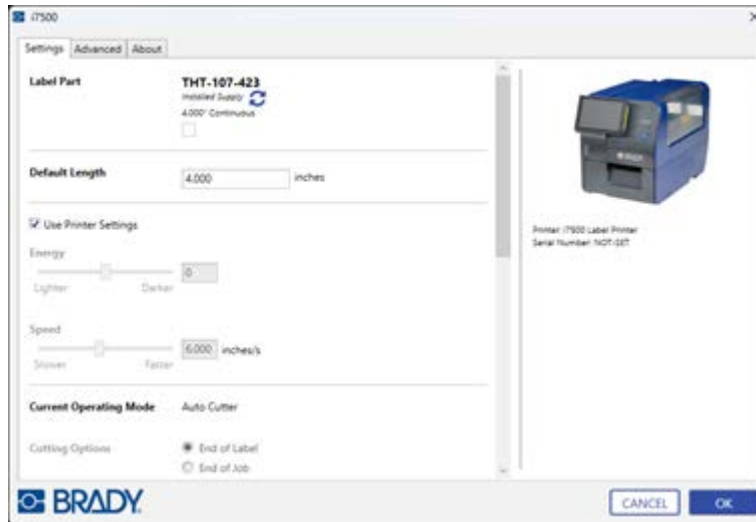 i7500
Settings Advanced About
Label Part
THT-107-423
Installed Supply
4.000" Continuous
Default Length
4.000 inches
Use Printer Settings
Energy
0
Lighter Darker
Speed
6.000 inches/s
Slower Faster
Current Operating Mode Auto Cutter
Cutting Options
End of Label
End of Job
Printer: i7500 Label Printer
Serial Number: NOT-SET
BRADY
BRADY
CANCEL OK